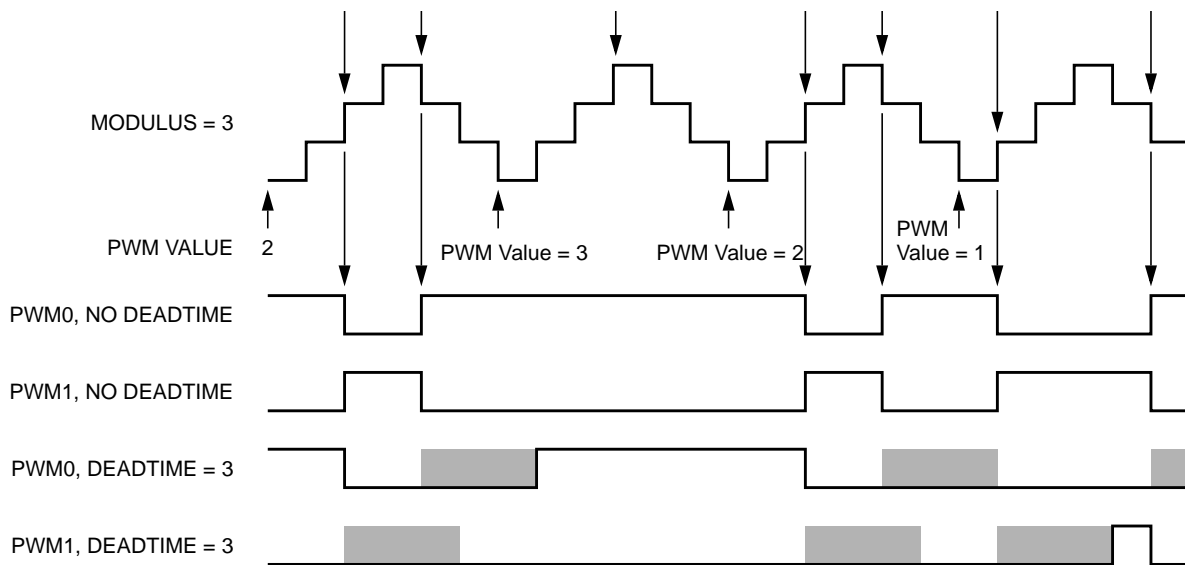 MODULUS = 3
PWM VALUE 2
PWM Value = 3
PWM Value = 2
PWM
Value = 1
PWM0, NO DEADTIME
PWM1, NO DEADTIME
PWM0, DEADTIME = 3
PWM1, DEADTIME = 3